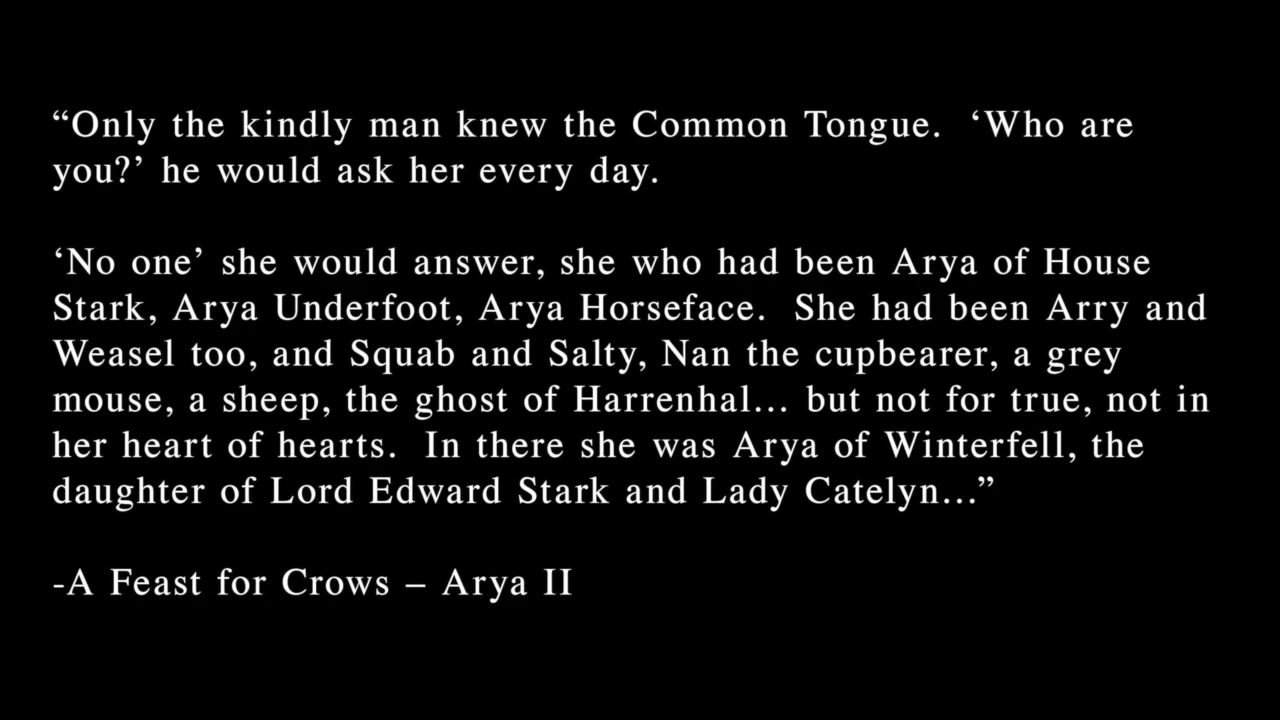 “Only the kindly man knew the Common Tongue.  ‘Who are
you?’ he would ask her every day.
‘No one’ she would answer, she who had been Arya of House
Stark, Arya Underfoot, Arya Horseface.  She had been Arry and
Weasel too, and Squab and Salty, Nan the cupbearer, a grey
mouse, a sheep, the ghost of Harrenhal… but not for true, not in
her heart of hearts.  In there she was Arya of Winterfell, the
daughter of Lord Edward Stark and Lady Catelyn…”
-A Feast for Crows – Arya II